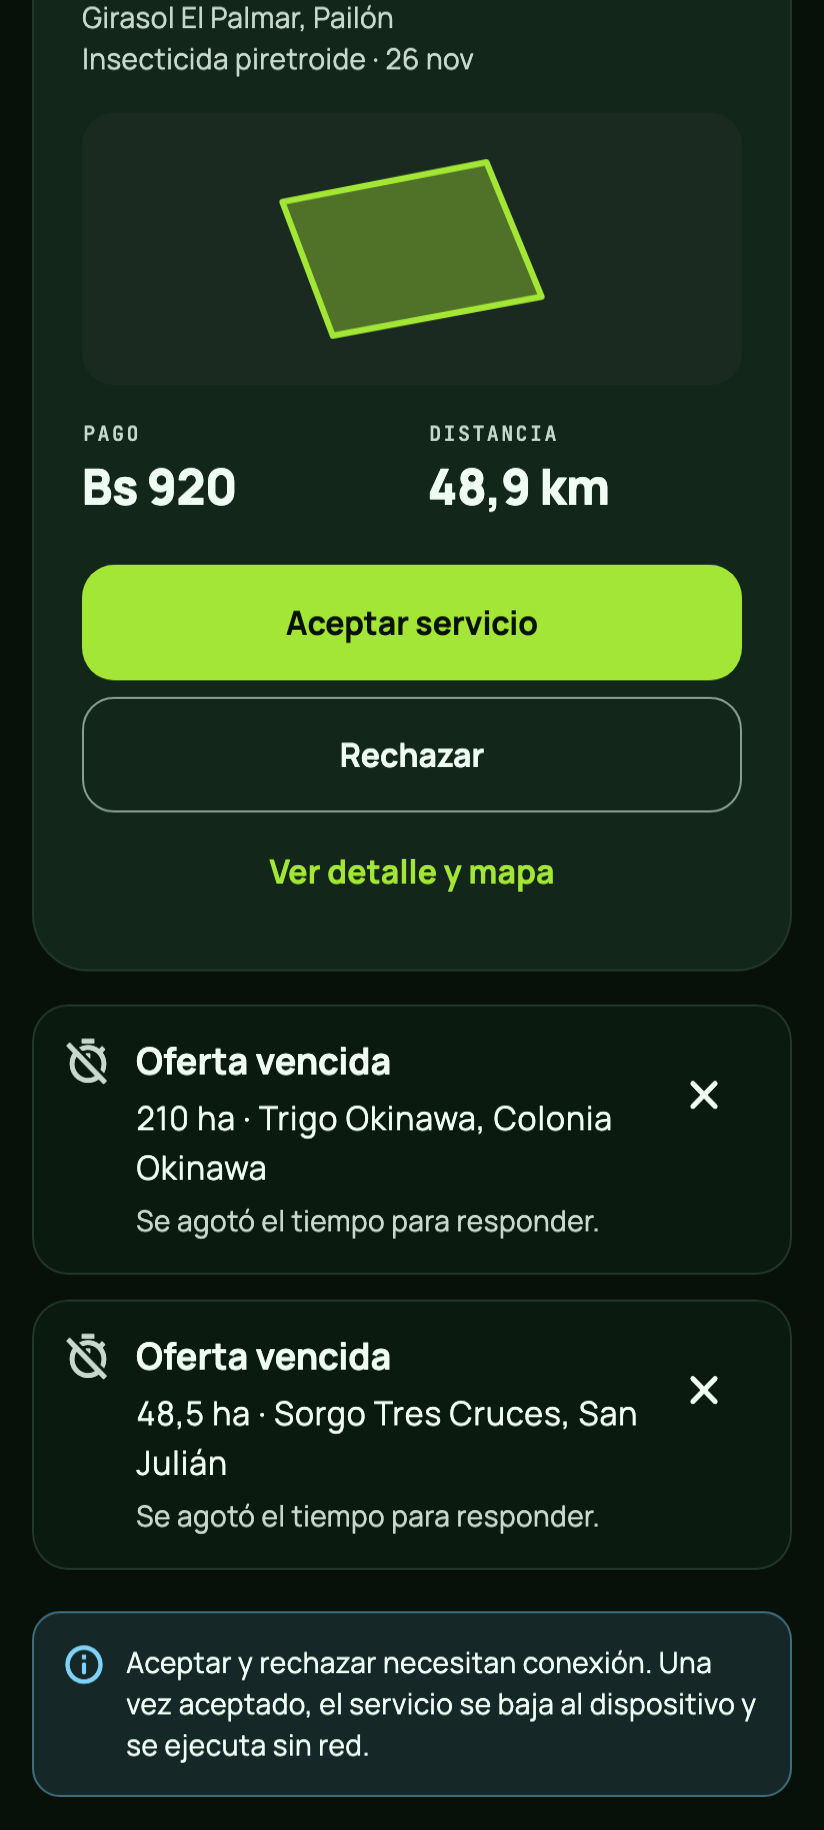 Girasol El Palmar, Pailón
Insecticida piretroide · 26 nov
PAGO
Bs 920
DISTANCIA
48,9 km
Aceptar servicio
Rechazar
Ver detalle y mapa
Oferta vencida
210 ha · Trigo Okinawa, Colonia
Okinawa
Se agotó el tiempo para responder.
Oferta vencida
48,5 ha · Sorgo Tres Cruces, San
Julián
Se agotó el tiempo para responder.
Aceptar y rechazar necesitan conexión. Una
vez aceptado, el servicio se baja al dispositivo y
se ejecuta sin red.